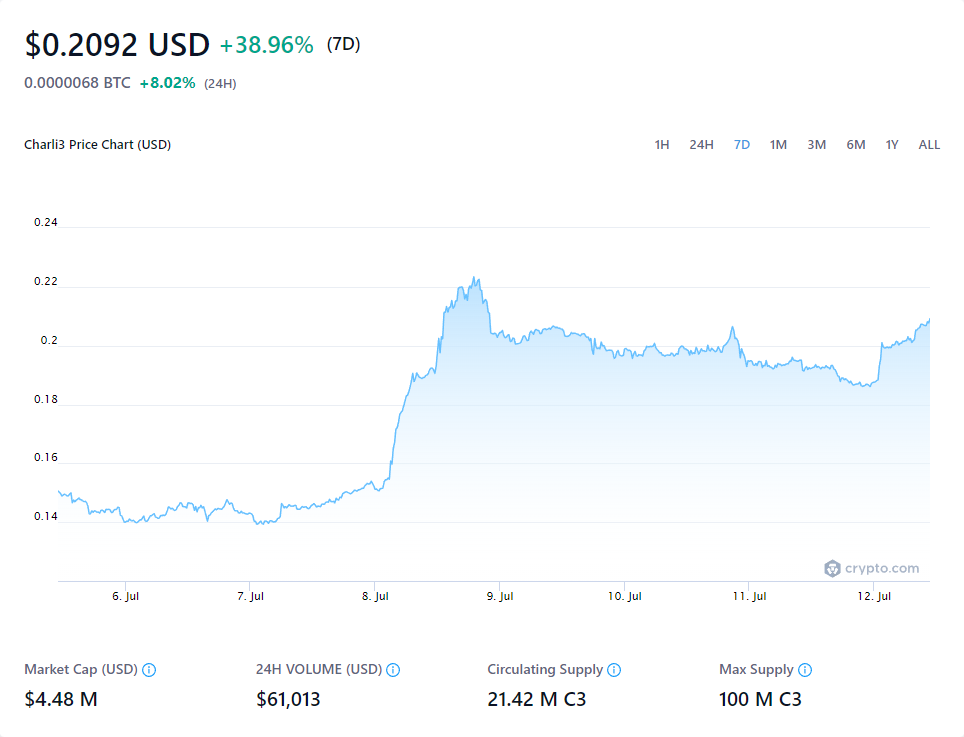 $0.2092 USD +38.96% (7D)
0.0000068 BTC +8.02% (24H)
Charli3 Price Chart (USD) 1H 24H 7D 1M 3M 6M 1Y ALL
0.24
0.22
0.2
0.18
0.16
0.14
crypto.com
6. Jul 7. Jul 8. Jul 9. Jul 10. Jul 11. Jul 12. Jul
Market Cap (USD) 24H VOLUME (USD) Circulating Supply Max Supply
$4.48 M $61,013 21.42 M C3 100 M C3